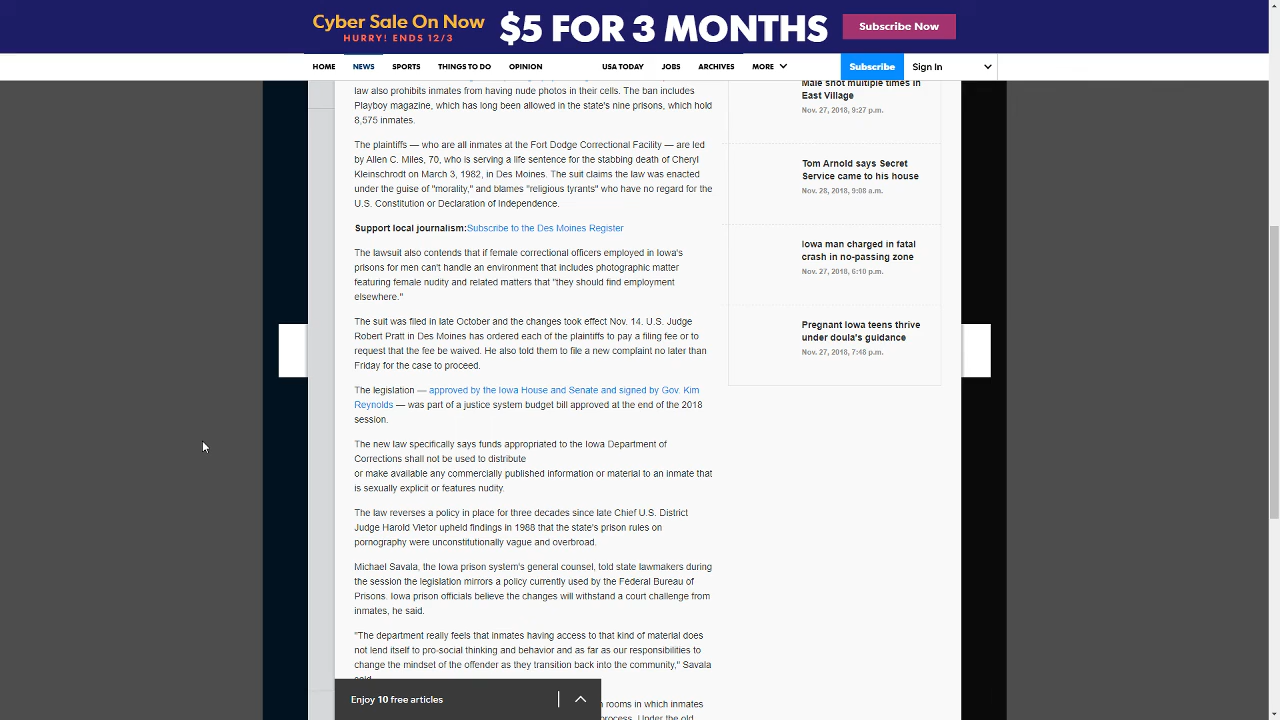 Cyber Sale On Now
HURRY! ENDS 12/3
$5 FOR 3 MONTHS
Subscribe Now
HOME NEWS SPORTS THINGS TO DO OPINION USA TODAY JOBS ARCHIVES MORE Subscribe Sign In
law also prohibits inmates from having nude photos in their cells. The ban includes
Playboy magazine, which has long been allowed in the state's nine prisons, which hold
8,575 inmates.
The plaintiffs — who are all inmates at the Fort Dodge Correctional Facility — are led
by Allen C. Miles, 70, who is serving a life sentence for the stabbing death of Cheryl
Kleinschrodt on March 3, 1982, in Des Moines. The suit claims the law was enacted
under the guise of "morality," and blames "religious tyrants" who have no regard for the
U.S. Constitution or Declaration of Independence.
Support local journalism:Subscribe to the Des Moines Register
The lawsuit also contends that if female correctional officers employed in Iowa's
prisons for men can't handle an environment that includes photographic matter
featuring female nudity and related matters that "they should find employment
elsewhere."
The suit was filed in late October and the changes took effect Nov. 14. U.S. Judge
Robert Pratt in Des Moines has ordered each of the plaintiffs to pay a filing fee or to
request that the fee be waived. He also told them to file a new complaint no later than
Friday for the case to proceed.
The legislation — approved by the Iowa House and Senate and signed by Gov. Kim
Reynolds — was part of a justice system budget bill approved at the end of the 2018
session.
The new law specifically says funds appropriated to the Iowa Department of
Corrections shall not be used to distribute
or make available any commercially published information or material to an inmate that
is sexually explicit or features nudity.
The law reverses a policy in place for three decades since late Chief U.S. District
Judge Harold Vietor upheld findings in 1988 that the state's prison rules on
pornography were unconstitutionally vague and overbroad.
Michael Savala, the Iowa prison system's general counsel, told state lawmakers during
the session the legislation mirrors a policy currently used by the Federal Bureau of
Prisons. Iowa prison officials believe the changes will withstand a court challenge from
inmates, he said.
"The department really feels that inmates having access to that kind of material does
not lend itself to pro-social thinking and behavior and as far as our responsibilities to
change the mindset of the offender as they transition back into the community," Savala
said.
rooms in which inmates
process. Under the old
Enjoy 10 free articles
Male shot multiple times in
East Village
Nov. 27, 2018, 9:27 p.m.
Tom Arnold says Secret
Service came to his house
Nov. 28, 2018, 9:08 a.m.
Iowa man charged in fatal
crash in no-passing zone
Nov. 27, 2018, 6:10 p.m.
Pregnant Iowa teens thrive
under doula's guidance
Nov. 27, 2018, 7:48 p.m.